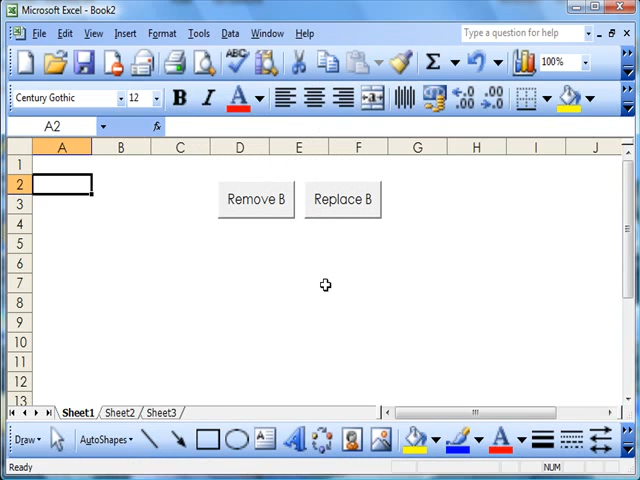 Microsoft Excel - Book2
File Edit View Insert Format Tools Data Window Help Type a question for help
ABC Σ 100%
Century Gothic 12 B I A
A2 fx
A B C D E F G H I J
1
2
3
4
5
6
7
8
9
10
11
12
13
Remove B Replace B
Sheet1 Sheet2 Sheet3
Draw AutoShapes A A A
Ready NUM